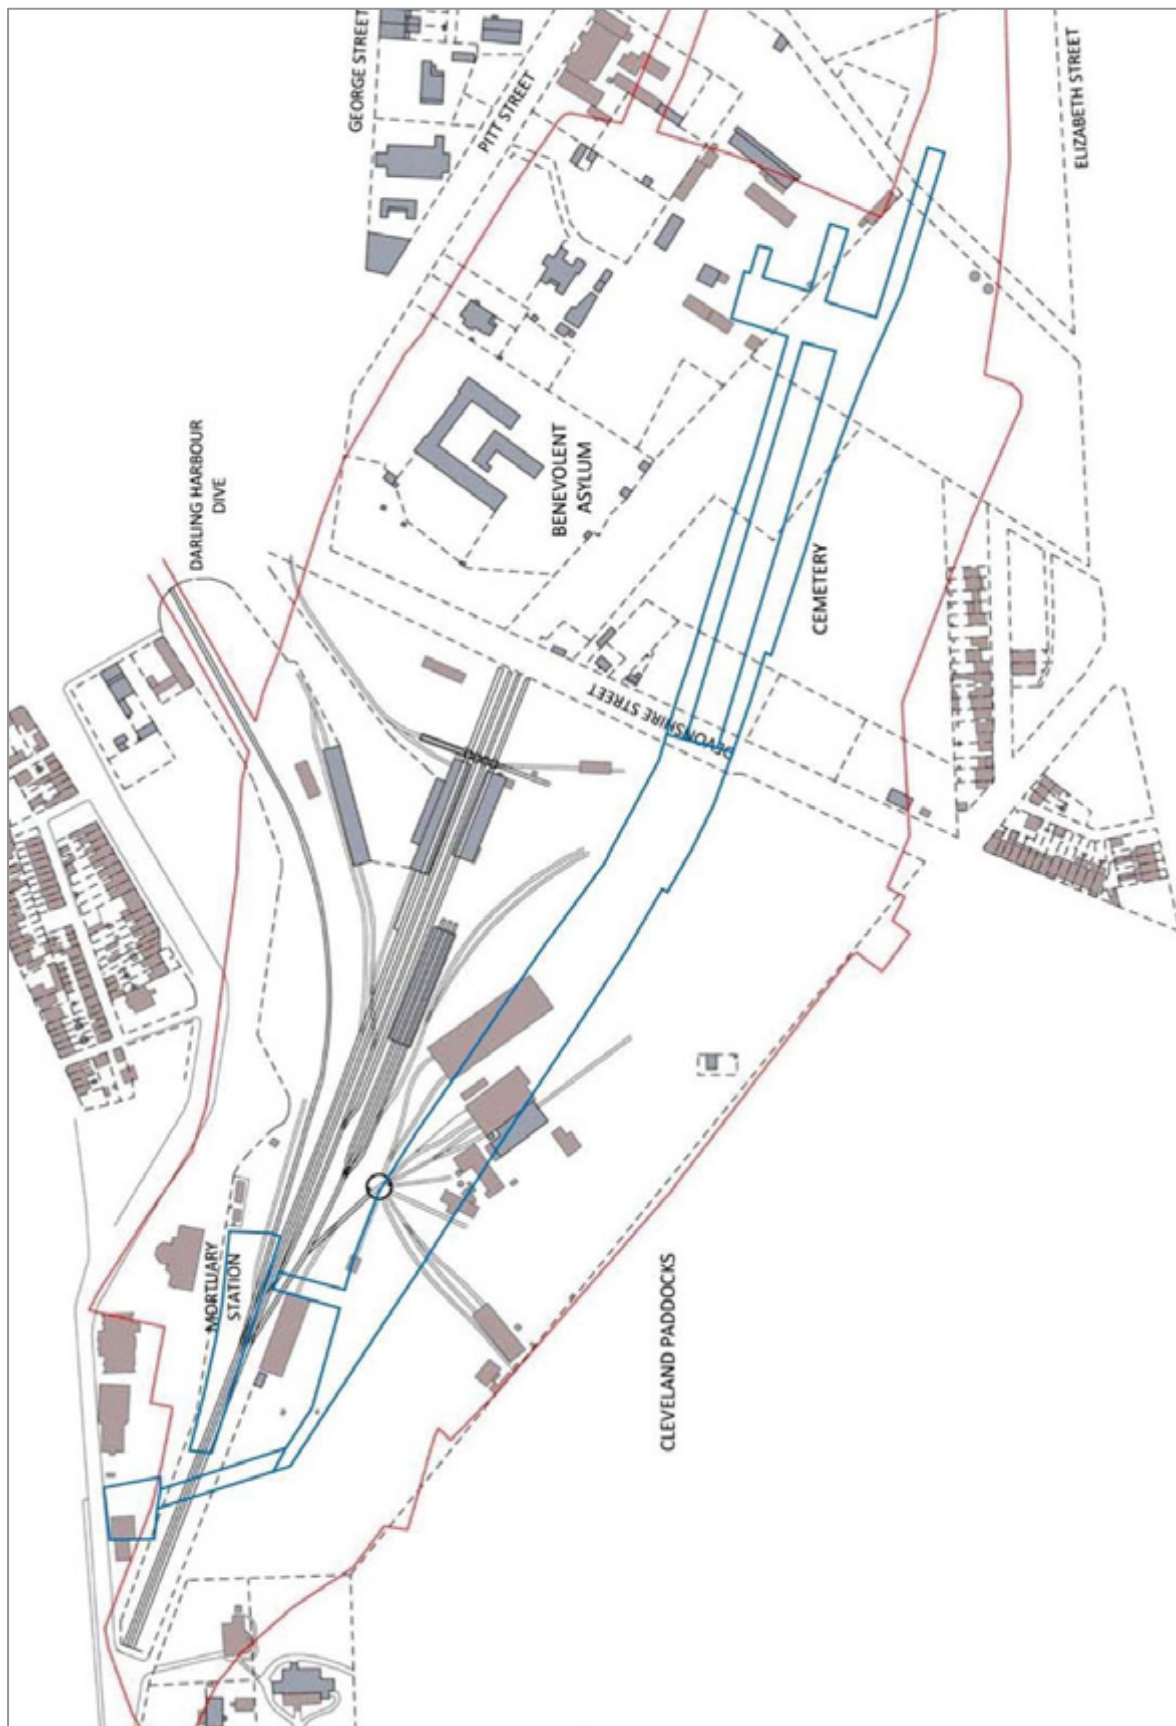 GEORGE STREET
PITT STREET
ELIZABETH STREET
DARLING HARBOUR
DIVE
BENEVOLENT
ASYLUM
CEMETERY
DEVONSHIRE STREET
MORTUARY
STATION
CLEVELAND PADDOCKS